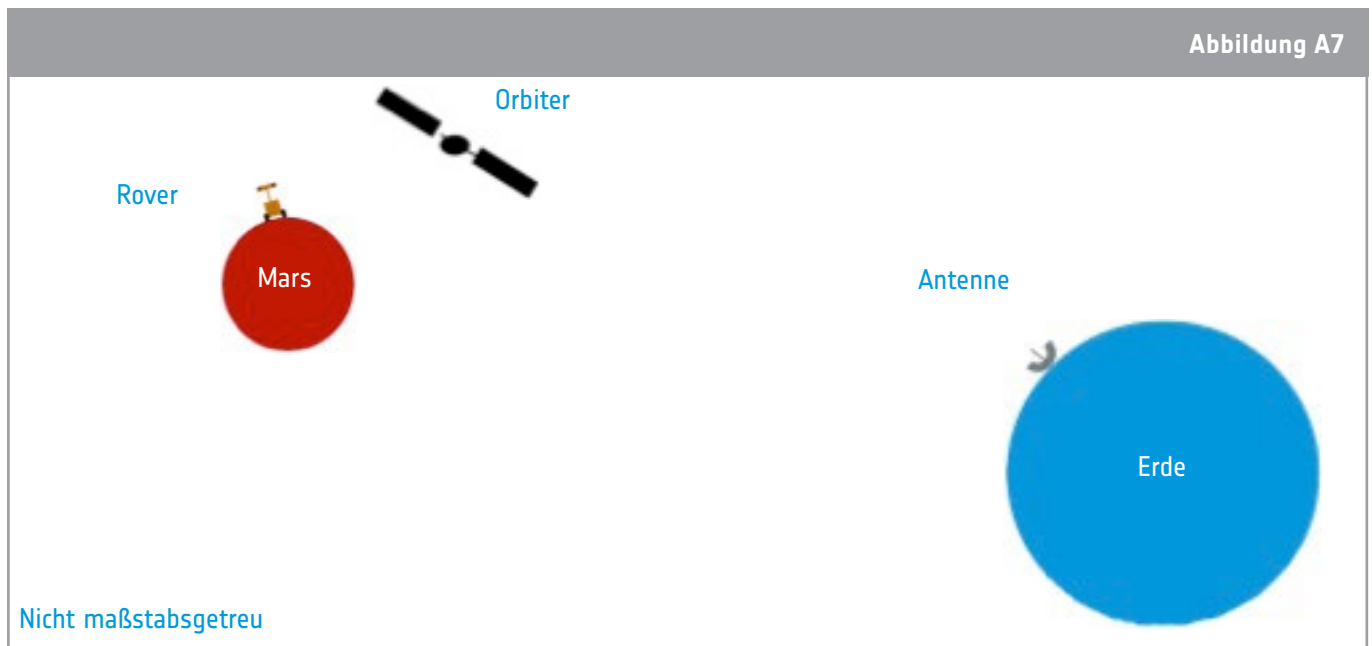 Abbildung A7
Orbiter
Rover
Mars
Antenne
Erde
Nicht maßstabsgetreu